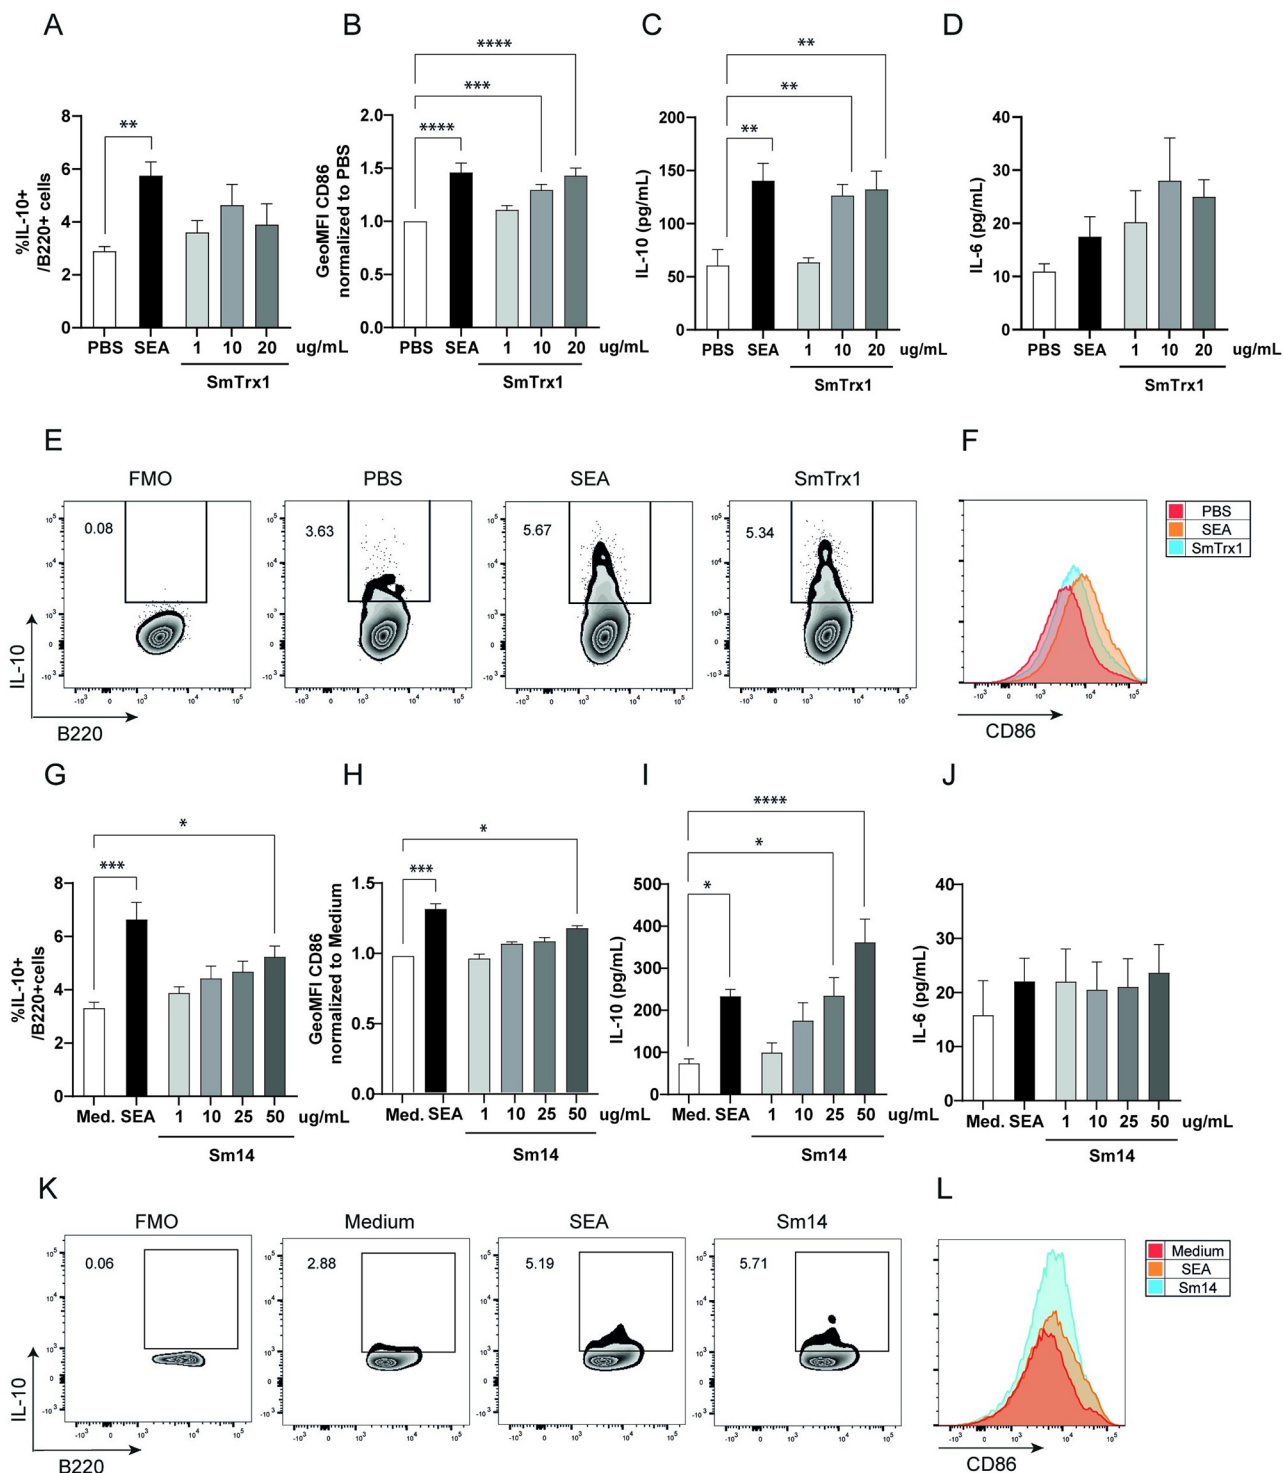 A
B
C
D
%IL-10+
/B220+ cells
8
6
4
2
0
**
PBS SEA 1 10 20 ug/mL
SmTrx1
GeoMFI CD86
normalized to PBS
2.0
1.5
1.0
0.5
0.0
****
***
****
PBS SEA 1 10 20 ug/mL
SmTrx1
IL-10 (pg/mL)
200
150
100
50
0
**
**
**
PBS SEA 1 10 20 ug/mL
SmTrx1
IL-6 (pg/mL)
40
30
20
10
0
PBS SEA 1 10 20 ug/mL
SmTrx1
E
F
FMO
PBS
SEA
SmTrx1
0.08
3.63
5.67
5.34
IL-10
B220
PBS
SEA
SmTrx1
CD86
G
H
I
J
%IL-10+
/B220+cells
8
6
4
2
0
*
***
Med. SEA 1 10 25 50 ug/mL
Sm14
GeoMFI CD86
normalized to Medium
1.5
1.0
0.5
0.0
*
***
Med. SEA 1 10 25 50 ug/mL
Sm14
IL-10 (pg/mL)
500
400
300
200
100
0
****
*
*
Med. SEA 1 10 25 50 ug/mL
Sm14
IL-6 (pg/mL)
40
30
20
10
0
Med. SEA 1 10 25 50 ug/mL
Sm14
K
L
FMO
Medium
SEA
Sm14
0.06
2.88
5.19
5.71
IL-10
B220
Medium
SEA
Sm14
CD86